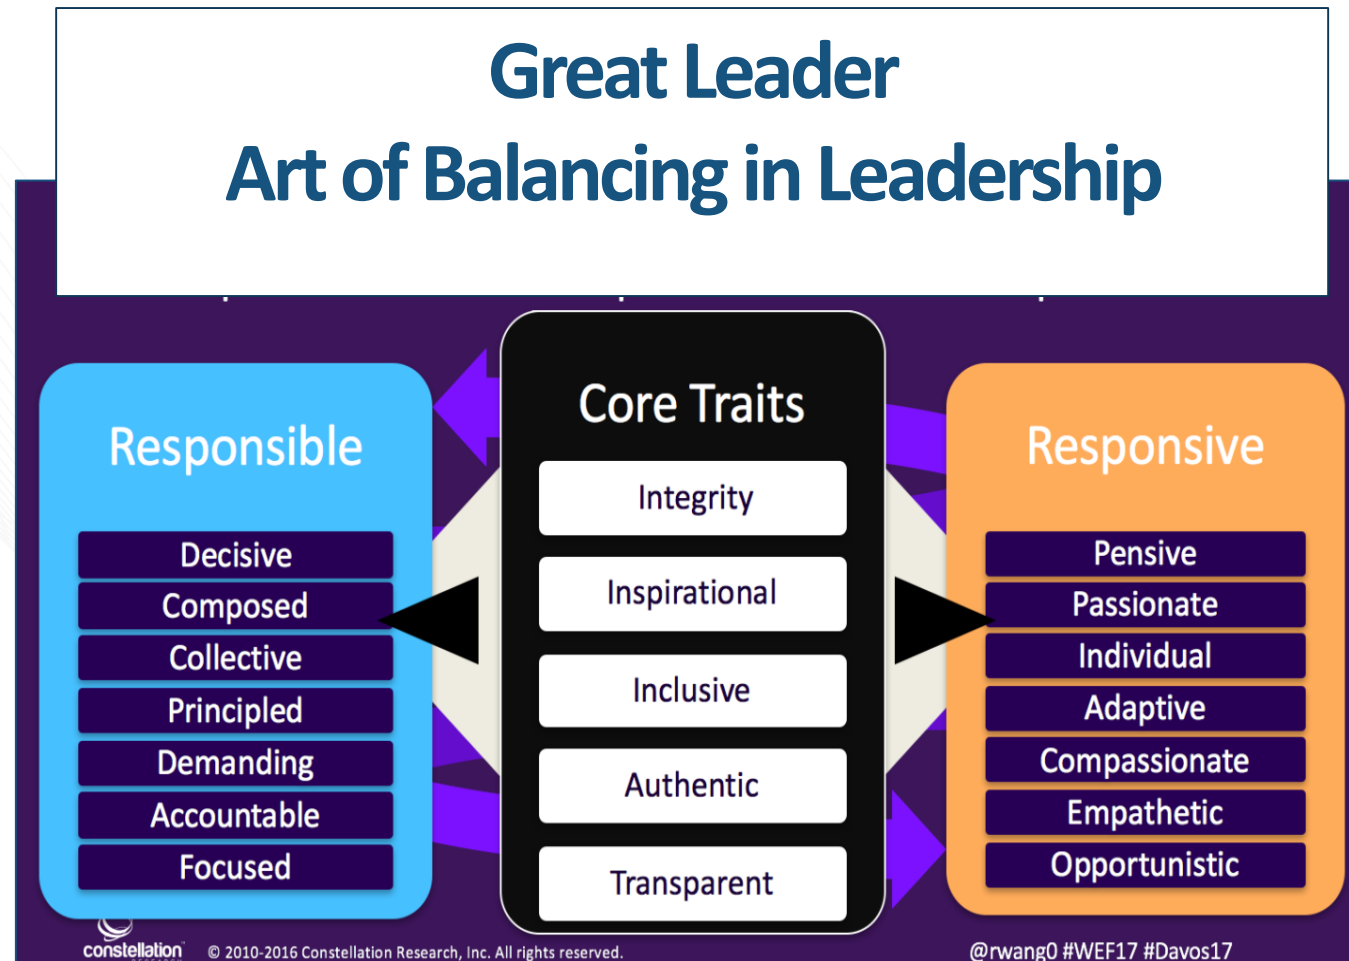 Great Leader
Art of Balancing in Leadership
Responsible
Decisive
Composed
Collective
Principled
Demanding
Accountable
Focused
Core Traits
Integrity
Inspirational
Inclusive
Authentic
Transparent
Responsive
Pensive
Passionate
Individual
Adaptive
Compassionate
Empathetic
Opportunistic
constellation
© 2010-2016 Constellation Research, Inc. All rights reserved.
@rwang0 #WEF17 #Davos17